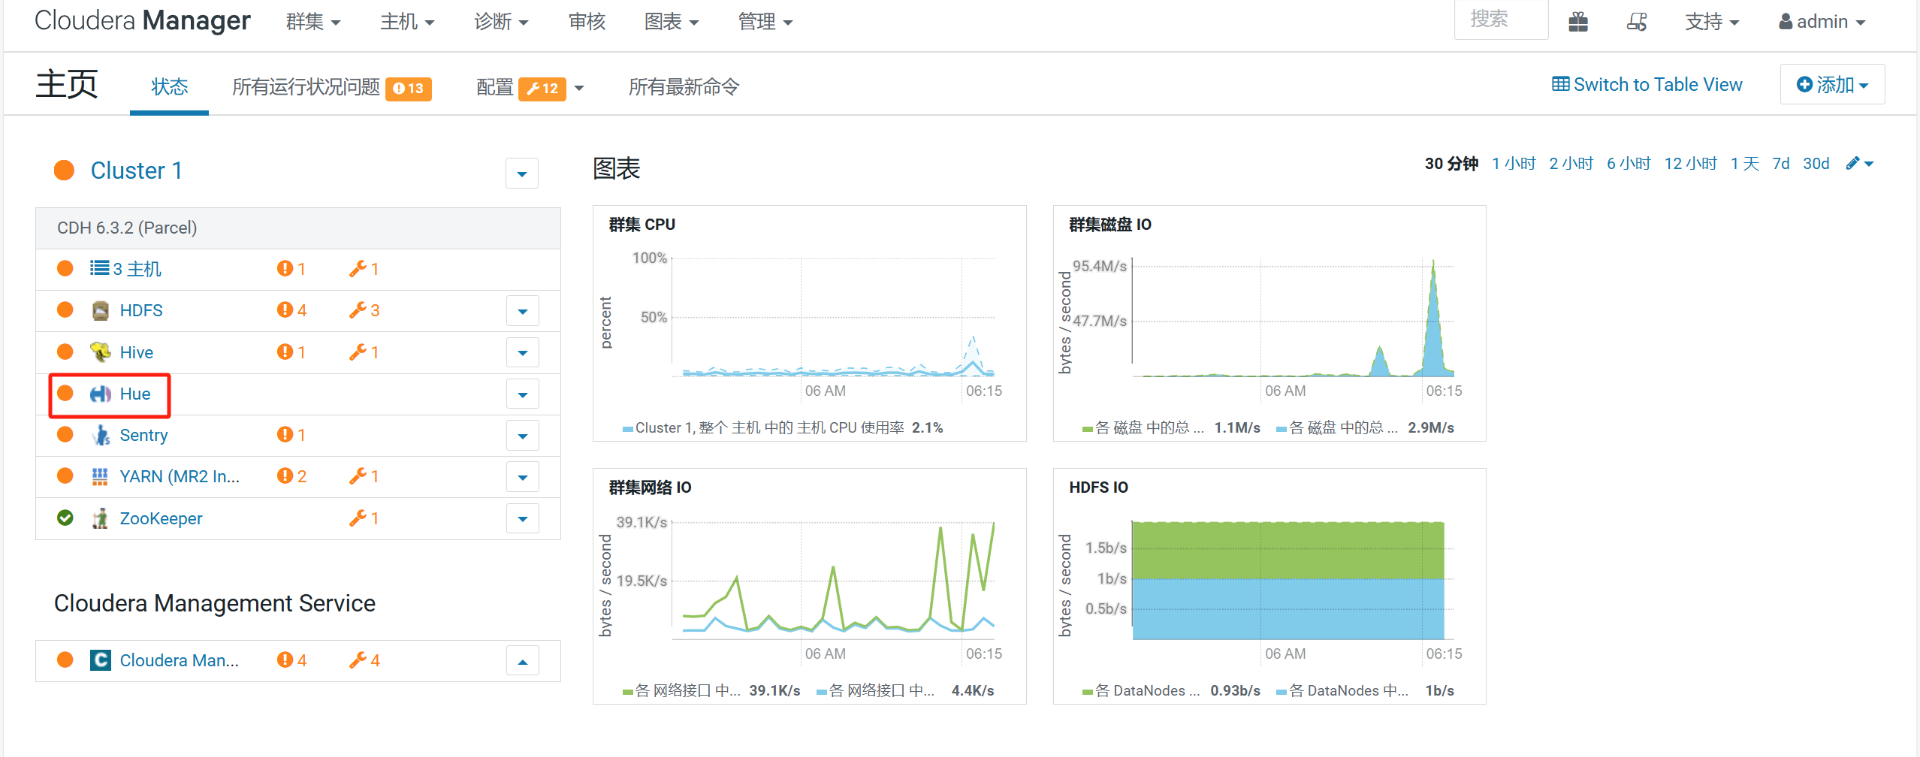 Cloudera Manager 群集 主机 诊断 审核 图表 管理 搜索 支持 admin
主页 状态 所有运行状况问题 13 配置 12 所有最新命令 Switch to Table View 添加
Cluster 1
CDH 6.3.2 (Parcel)
3 主机 1 1
HDFS 4 3
Hive 1 1
Hue
Sentry 1
YARN (MR2 In... 2 1
ZooKeeper 1
Cloudera Management Service
Cloudera Man... 4 4
图表 30 分钟 1 小时 2 小时 6 小时 12 小时 1 天 7d 30d
群集 CPU
percent
100%
50%
06 AM 06:15
Cluster 1, 整个 主机 中的 主机 CPU 使用率 2.1%
群集磁盘 IO
bytes / second
95.4M/s
47.7M/s
06 AM 06:15
各 磁盘 中的总 ... 1.1M/s 各 磁盘 中的总 ... 2.9M/s
群集网络 IO
bytes / second
39.1K/s
19.5K/s
06 AM 06:15
各 网络接口 中... 39.1K/s 各 网络接口 中... 4.4K/s
HDFS IO
bytes / second
1.5b/s
1b/s
0.5b/s
06 AM 06:15
各 DataNodes ... 0.93b/s 各 DataNodes 中... 1b/s